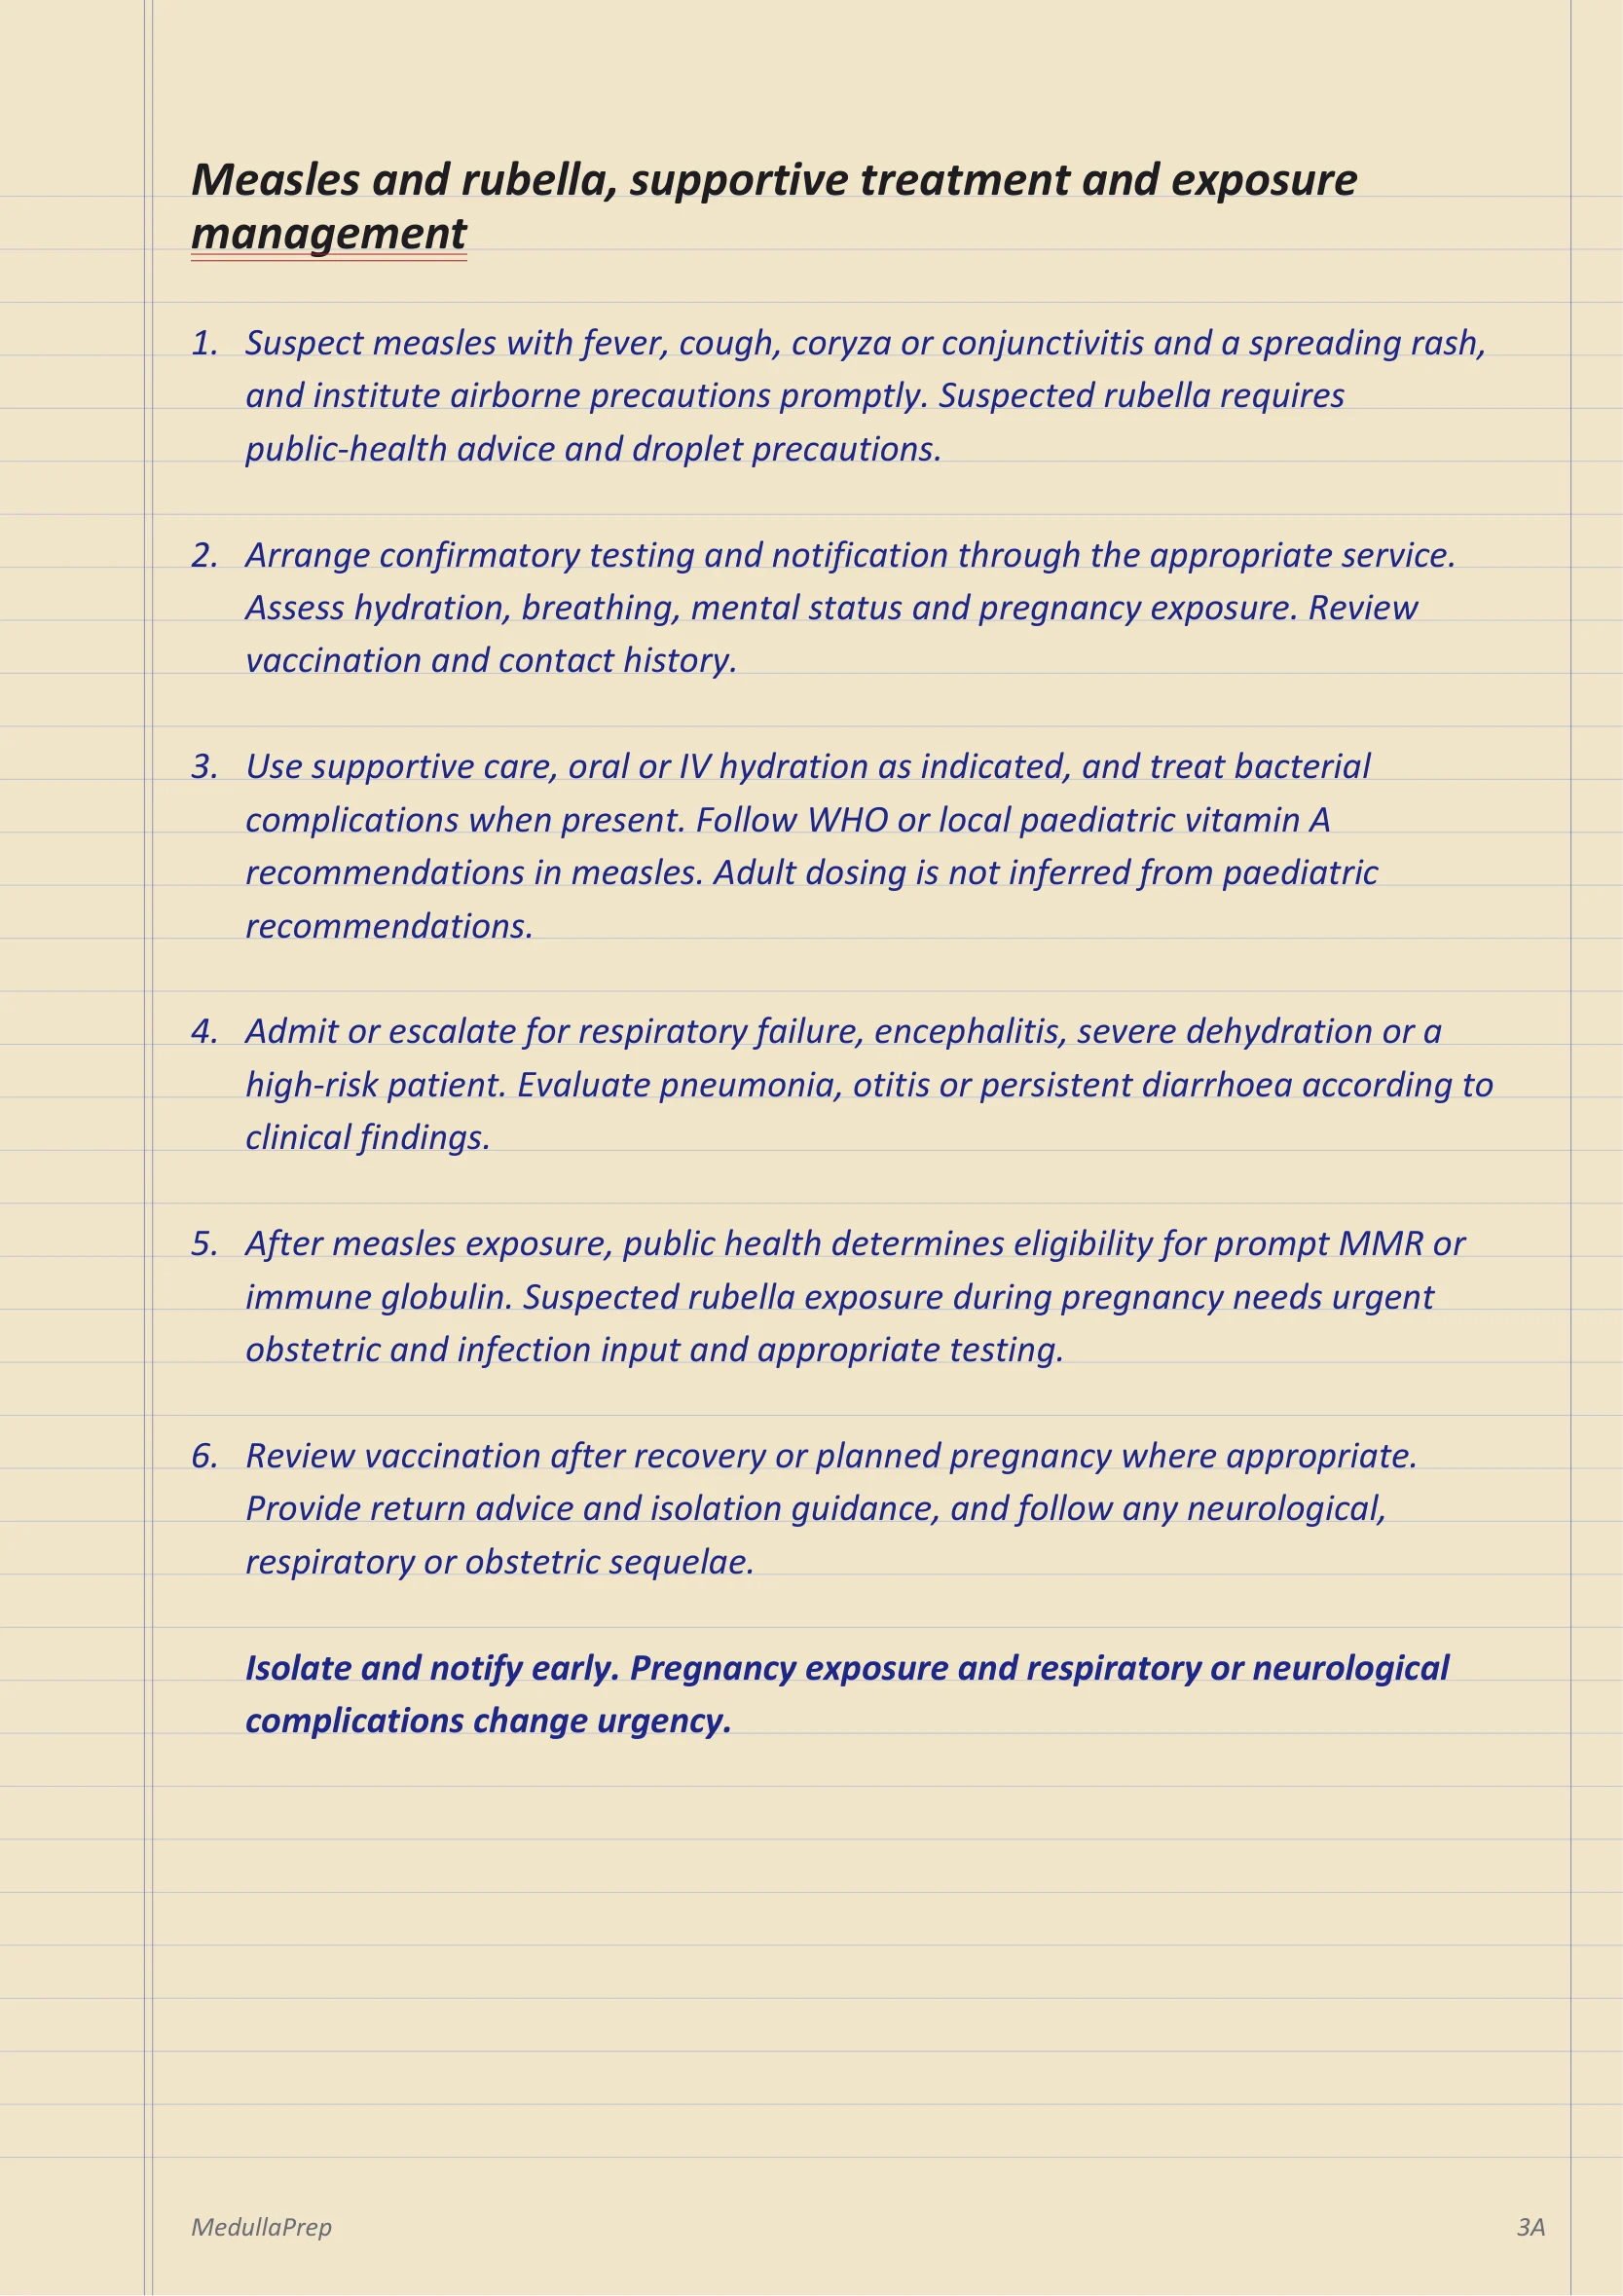 Measles and rubella, supportive treatment and exposure
management
1. Suspect measles with fever, cough, coryza or conjunctivitis and a spreading rash,
and institute airborne precautions promptly. Suspected rubella requires
public-health advice and droplet precautions.
2. Arrange confirmatory testing and notification through the appropriate service.
Assess hydration, breathing, mental status and pregnancy exposure. Review
vaccination and contact history.
3. Use supportive care, oral or IV hydration as indicated, and treat bacterial
complications when present. Follow WHO or local paediatric vitamin A
recommendations in measles. Adult dosing is not inferred from paediatric
recommendations.
4. Admit or escalate for respiratory failure, encephalitis, severe dehydration or a
high-risk patient. Evaluate pneumonia, otitis or persistent diarrhoea according to
clinical findings.
5. After measles exposure, public health determines eligibility for prompt MMR or
immune globulin. Suspected rubella exposure during pregnancy needs urgent
obstetric and infection input and appropriate testing.
6. Review vaccination after recovery or planned pregnancy where appropriate.
Provide return advice and isolation guidance, and follow any neurological,
respiratory or obstetric sequelae.
Isolate and notify early. Pregnancy exposure and respiratory or neurological
complications change urgency.
MedullaPrep 3A